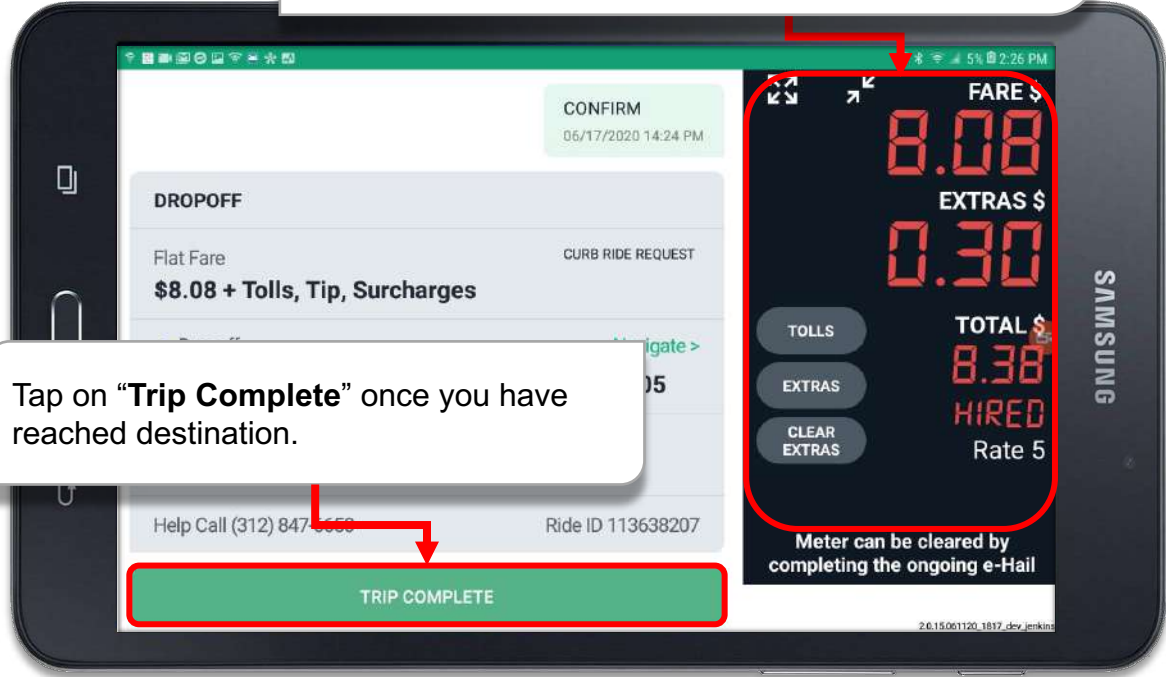 5% 2:26 PM
CONFIRM
06/17/2020 14:24 PM
DROPOFF
Flat Fare
CURB RIDE REQUEST
$8.08 + Tolls, Tip, Surcharges
Tap on “Trip Complete” once you have
reached destination.
Help Call (312) 847-
Ride ID 113638207
TRIP COMPLETE
FARE $
8.08
EXTRAS $
0.30
TOLLS
TOTAL $
8.38
EXTRAS
HIRED
CLEAR
EXTRAS
Rate 5
Meter can be cleared by
completing the ongoing e-Hail
2.0.15.061120_1817_dev_jenkins
SAMSUNG